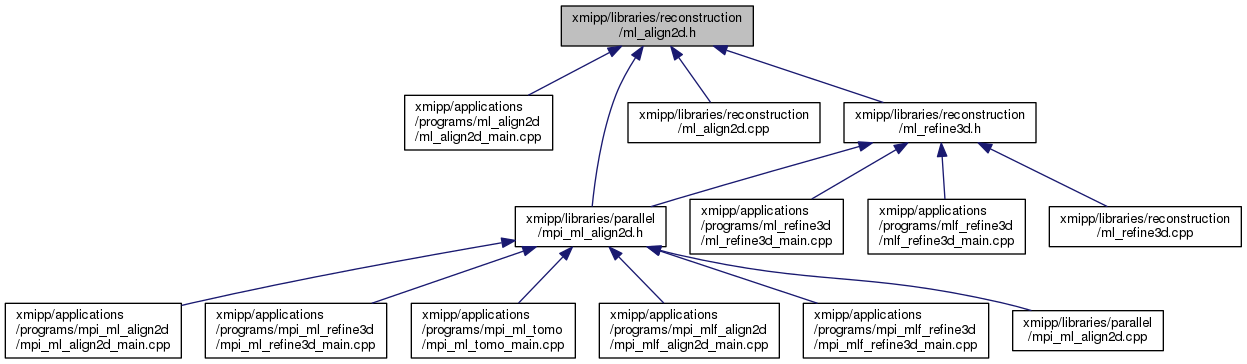 xmipp/libraries/reconstruction
/ml_align2d.h
xmipp/applications
/programs/ml_align2d
/ml_align2d_main.cpp
xmipp/libraries/reconstruction
/ml_align2d.cpp
xmipp/libraries/reconstruction
/ml_refine3d.h
xmipp/libraries/parallel
/mpi_ml_align2d.h
xmipp/applications
/programs/ml_refine3d
/ml_refine3d_main.cpp
xmipp/applications
/programs/mlf_refine3d
/mlf_refine3d_main.cpp
xmipp/libraries/reconstruction
/ml_refine3d.cpp
xmipp/applications
/programs/mpi_ml_align2d
/mpi_ml_align2d_main.cpp
xmipp/applications
/programs/mpi_ml_refine3d
/mpi_ml_refine3d_main.cpp
xmipp/applications
/programs/mpi_ml_tomo
/mpi_ml_tomo_main.cpp
xmipp/applications
/programs/mpi_mlf_align2d
/mpi_mlf_align2d_main.cpp
xmipp/applications
/programs/mpi_mlf_refine3d
/mpi_mlf_refine3d_main.cpp
xmipp/libraries/parallel
/mpi_ml_align2d.cpp